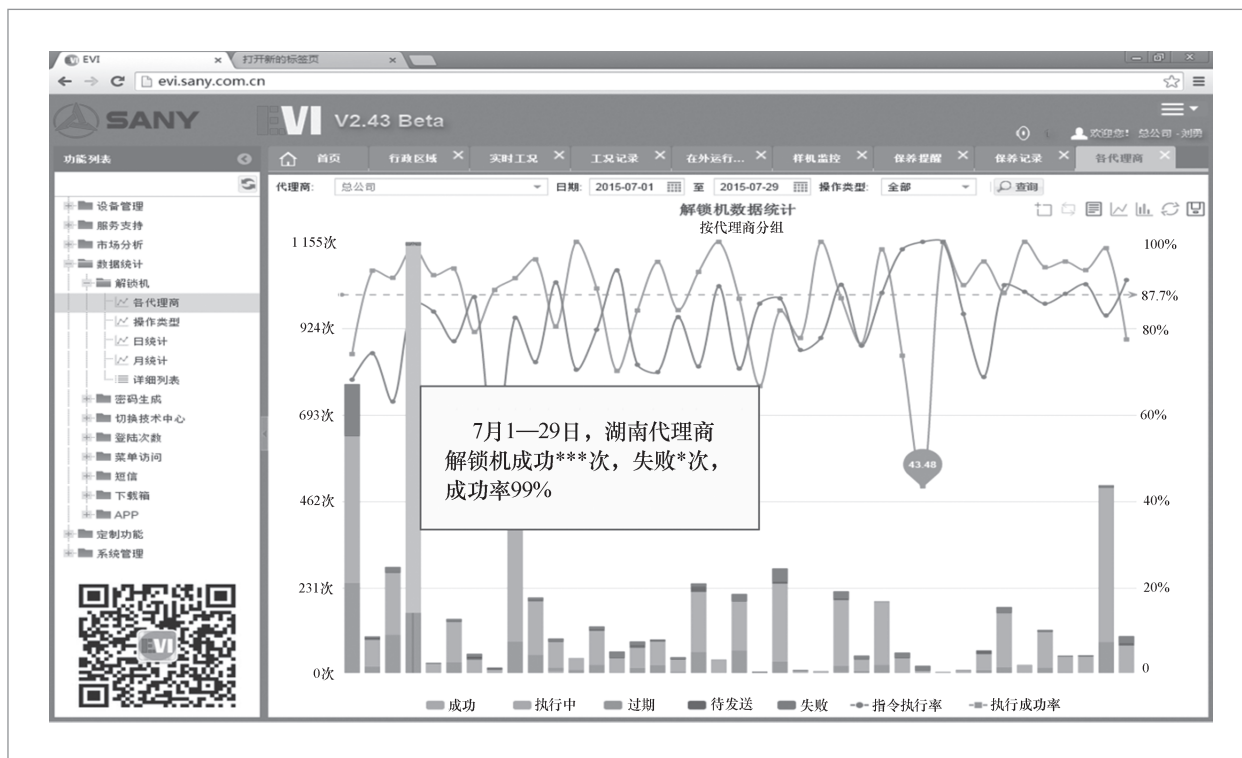 EVI × 打开新的标签页 ×
evi.sany.com.cn
SANY EVI V2.43 Beta
欢迎您！ 总公司 -刘勇
功能列表 首页 行政区域 × 实时工况 × 工况记录 × 在外运行... × 样机监控 × 保养提醒 × 保养记录 × 各代理商 ×
代理商: 总公司 日期: 2015-07-01 至 2015-07-29 操作类型: 全部 查询
设备管理
服务支持
市场分析
数据统计
解锁机
各代理商
操作类型
日统计
月统计
详细列表
密码生成
切换技术中心
登陆次数
菜单访问
短信
下载箱
APP
定制功能
系统管理
EVI
解锁机数据统计
按代理商分组
1 155次
924次
693次
462次
231次
0次
100%
87.7%
80%
60%
40%
20%
0
43.48
7月1—29日，湖南代理商
解锁机成功***次，失败*次，
成功率99%
成功 执行中 过期 待发送 失败 指令执行率 执行成功率